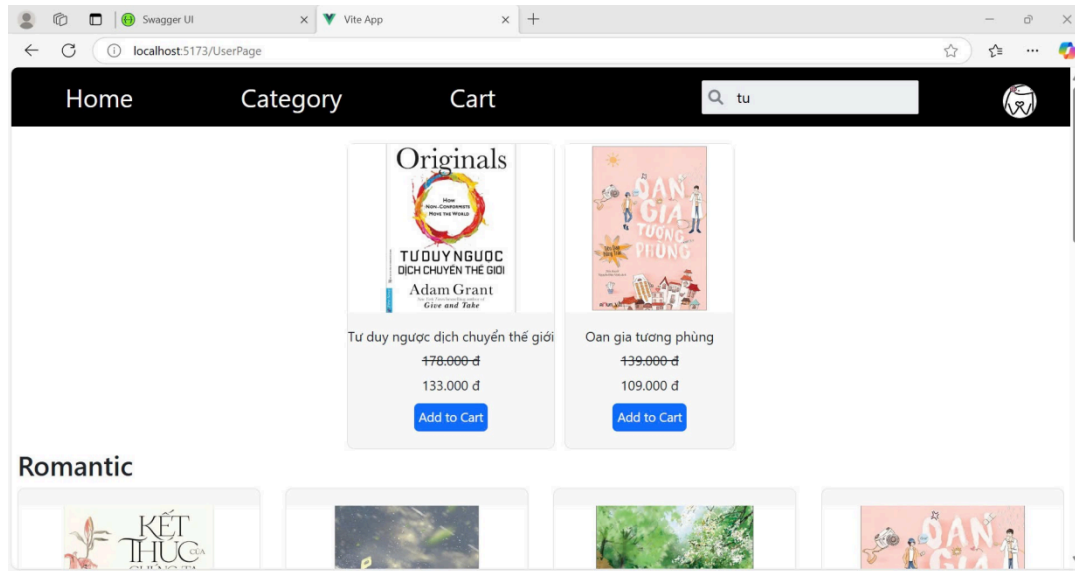 Swagger UI
Vite App
localhost:5173/UserPage
Home Category Cart tu
Originals
How
Non-Conformists
Move the World
TƯ DUY NGƯỢC
DỊCH CHUYỂN THẾ GIỚI
Adam Grant
Give and Take
OAN
GIA
TƯƠNG
PHÙNG
Tư duy ngược dịch chuyển thế giới
178.000 đ
133.000 đ
Add to Cart
Oan gia tương phùng
139.000 đ
109.000 đ
Add to Cart
Romantic
KẾT
THÚC
CỦA
CHÚNG TA
OAN
GIA